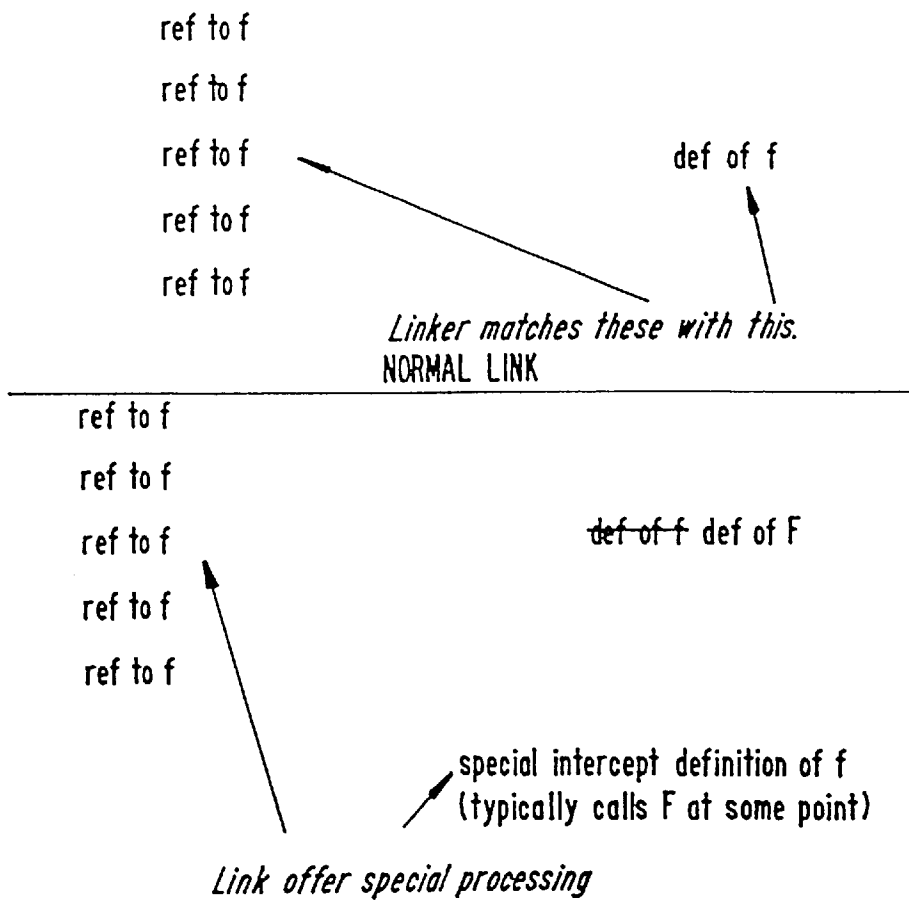 ref to f
ref to f
ref to f
def of f
ref to f
ref to f
Linker matches these with this.
NORMAL LINK
ref to f
ref to f
ref to f
def of f def of F
ref to f
ref to f
special intercept definition of f
(typically calls F at some point)
Link offer special processing